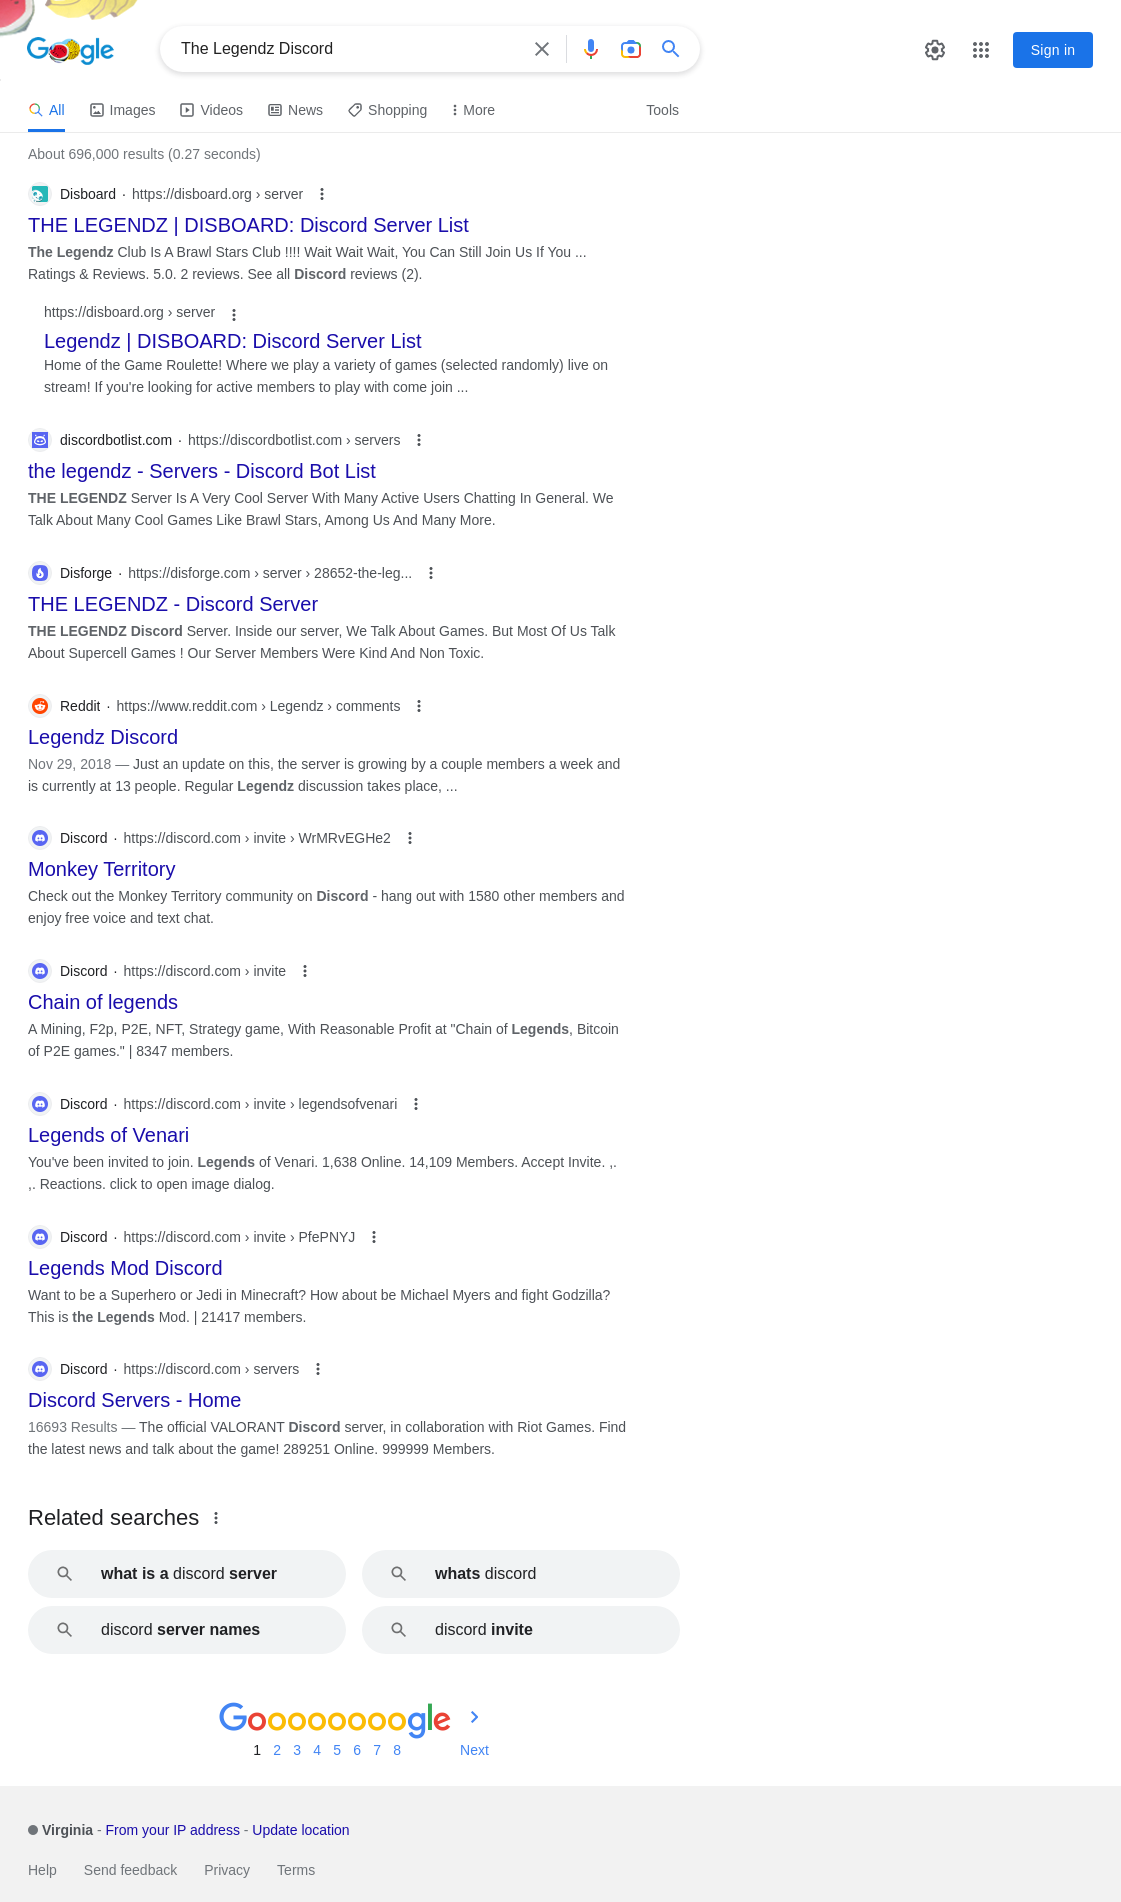 Google
The Legendz Discord
Sign in
All
Images
Videos
News
Shopping
More
Tools
About 696,000 results (0.27 seconds)
Disboard · https://disboard.org › server
THE LEGENDZ | DISBOARD: Discord Server List
The Legendz Club Is A Brawl Stars Club !!!! Wait Wait Wait, You Can Still Join Us If You ...
Ratings & Reviews. 5.0. 2 reviews. See all Discord reviews (2).
https://disboard.org › server
Legendz | DISBOARD: Discord Server List
Home of the Game Roulette! Where we play a variety of games (selected randomly) live on
stream! If you're looking for active members to play with come join ...
discordbotlist.com · https://discordbotlist.com › servers
the legendz - Servers - Discord Bot List
THE LEGENDZ Server Is A Very Cool Server With Many Active Users Chatting In General. We
Talk About Many Cool Games Like Brawl Stars, Among Us And Many More.
Disforge · https://disforge.com › server › 28652-the-leg...
THE LEGENDZ - Discord Server
THE LEGENDZ Discord Server. Inside our server, We Talk About Games. But Most Of Us Talk
About Supercell Games ! Our Server Members Were Kind And Non Toxic.
Reddit · https://www.reddit.com › Legendz › comments
Legendz Discord
Nov 29, 2018 — Just an update on this, the server is growing by a couple members a week and
is currently at 13 people. Regular Legendz discussion takes place, ...
Discord · https://discord.com › invite › WrMRvEGHe2
Monkey Territory
Check out the Monkey Territory community on Discord - hang out with 1580 other members and
enjoy free voice and text chat.
Discord · https://discord.com › invite
Chain of legends
A Mining, F2p, P2E, NFT, Strategy game, With Reasonable Profit at "Chain of Legends, Bitcoin
of P2E games." | 8347 members.
Discord · https://discord.com › invite › legendsofvenari
Legends of Venari
You've been invited to join. Legends of Venari. 1,638 Online. 14,109 Members. Accept Invite. ,.
,. Reactions. click to open image dialog.
Discord · https://discord.com › invite › PfePNYJ
Legends Mod Discord
Want to be a Superhero or Jedi in Minecraft? How about be Michael Myers and fight Godzilla?
This is the Legends Mod. | 21417 members.
Discord · https://discord.com › servers
Discord Servers - Home
16693 Results — The official VALORANT Discord server, in collaboration with Riot Games. Find
the latest news and talk about the game! 289251 Online. 999999 Members.
Related searches
what is a discord server
whats discord
discord server names
discord invite
Goooooooogle
1 2 3 4 5 6 7 8 Next
Virginia - From your IP address - Update location
Help Send feedback Privacy Terms